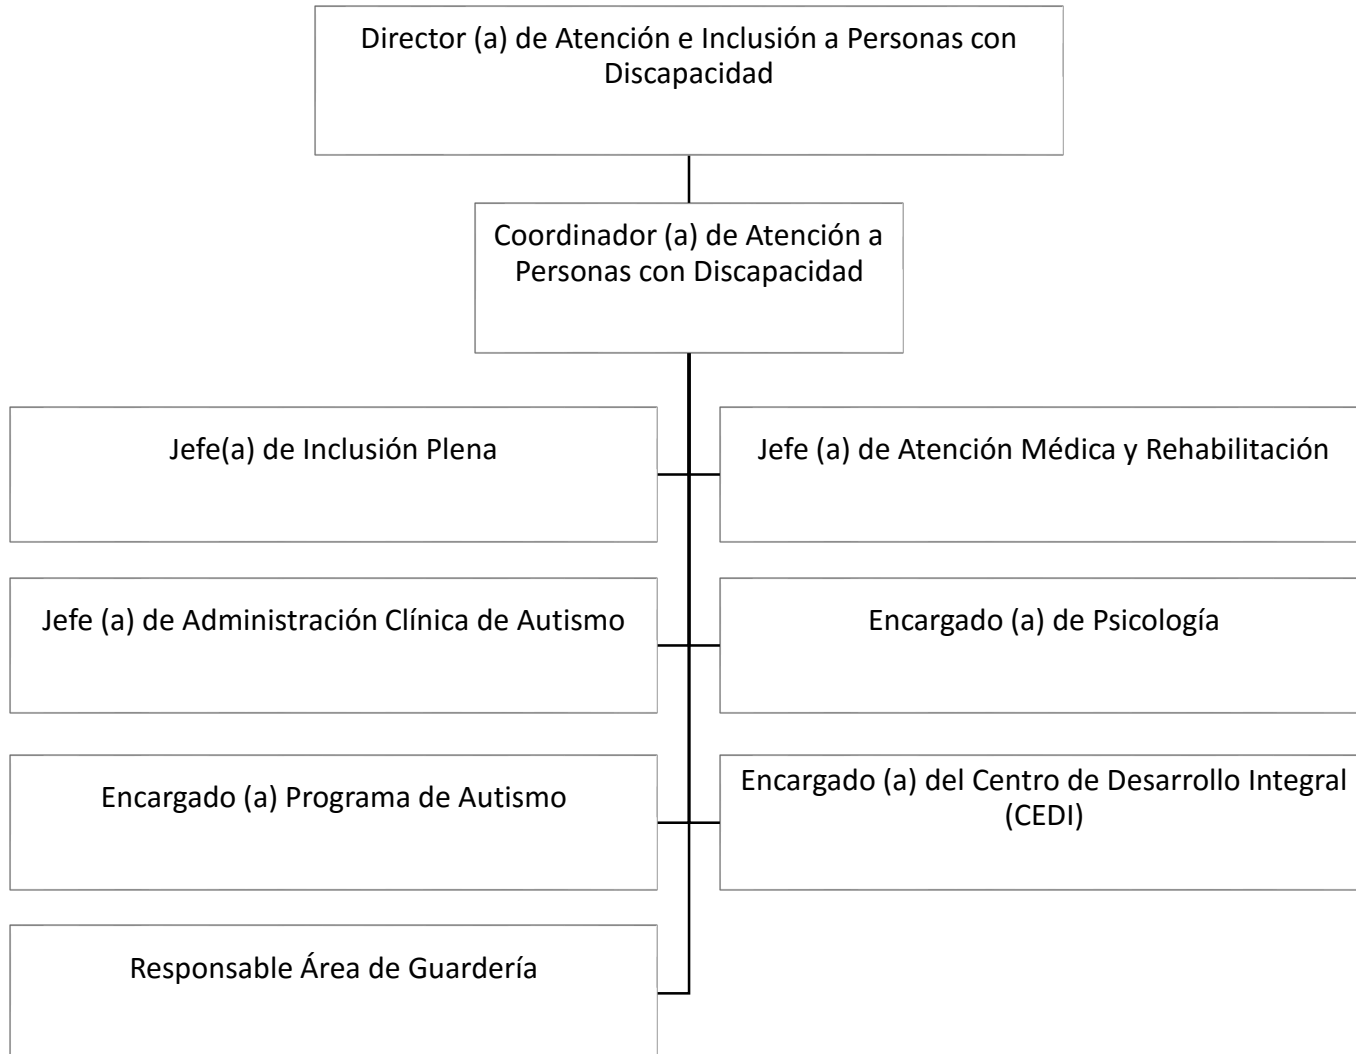 Director (a) de Atención e Inclusión a Personas con
Discapacidad
Coordinador (a) de Atención a
Personas con Discapacidad
Jefe(a) de Inclusión Plena
Jefe (a) de Atención Médica y Rehabilitación
Jefe (a) de Administración Clínica de Autismo
Encargado (a) de Psicología
Encargado (a) Programa de Autismo
Encargado (a) del Centro de Desarrollo Integral
(CEDI)
Responsable Área de Guardería